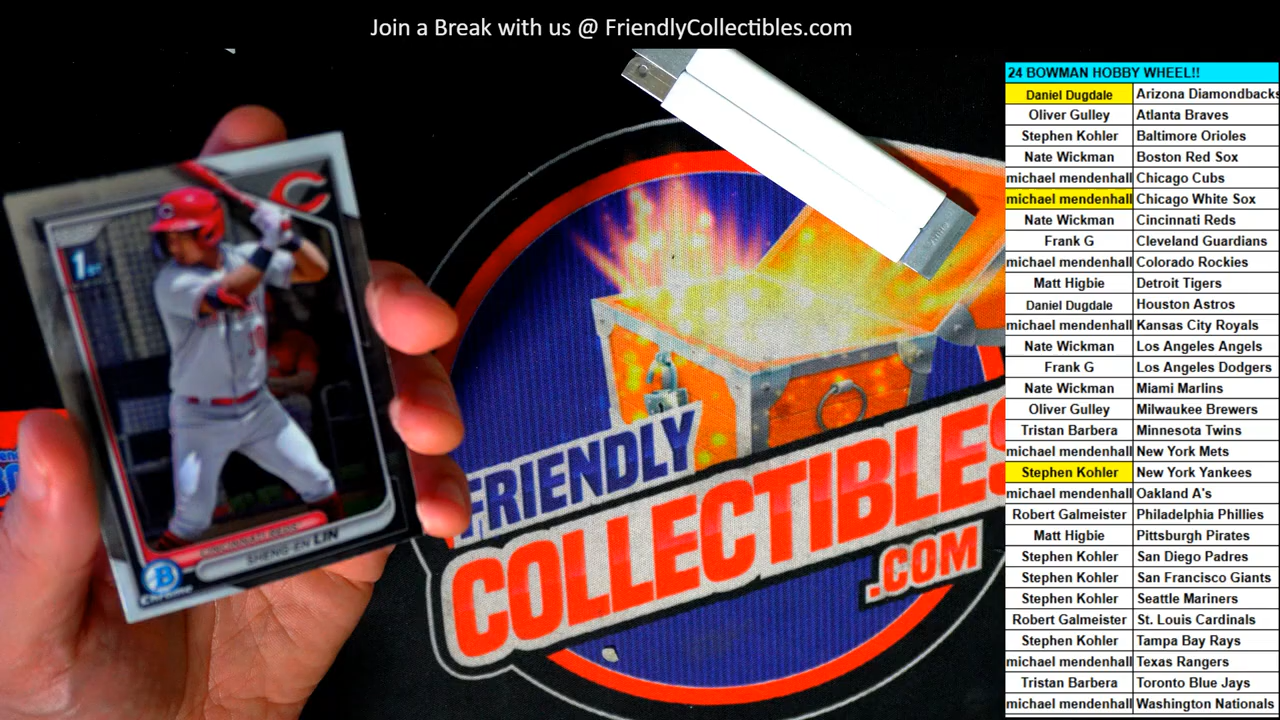 Join a Break with us @ FriendlyCollectibles.com
1st
CINCINNATI REDS
SHENG-EN LIN
B
Chrome
FRIENDLY
COLLECTIBLES
.COM
24 BOWMAN HOBBY WHEEL!!
Daniel Dugdale Arizona Diamondbacks
Oliver Gulley Atlanta Braves
Stephen Kohler Baltimore Orioles
Nate Wickman Boston Red Sox
michael mendenhall Chicago Cubs
michael mendenhall Chicago White Sox
Nate Wickman Cincinnati Reds
Frank G Cleveland Guardians
michael mendenhall Colorado Rockies
Matt Higbie Detroit Tigers
Daniel Dugdale Houston Astros
michael mendenhall Kansas City Royals
Nate Wickman Los Angeles Angels
Frank G Los Angeles Dodgers
Nate Wickman Miami Marlins
Oliver Gulley Milwaukee Brewers
Tristan Barbera Minnesota Twins
michael mendenhall New York Mets
Stephen Kohler New York Yankees
michael mendenhall Oakland A's
Robert Galmeister Philadelphia Phillies
Matt Higbie Pittsburgh Pirates
Stephen Kohler San Diego Padres
Stephen Kohler San Francisco Giants
Stephen Kohler Seattle Mariners
Robert Galmeister St. Louis Cardinals
Stephen Kohler Tampa Bay Rays
michael mendenhall Texas Rangers
Tristan Barbera Toronto Blue Jays
michael mendenhall Washington Nationals